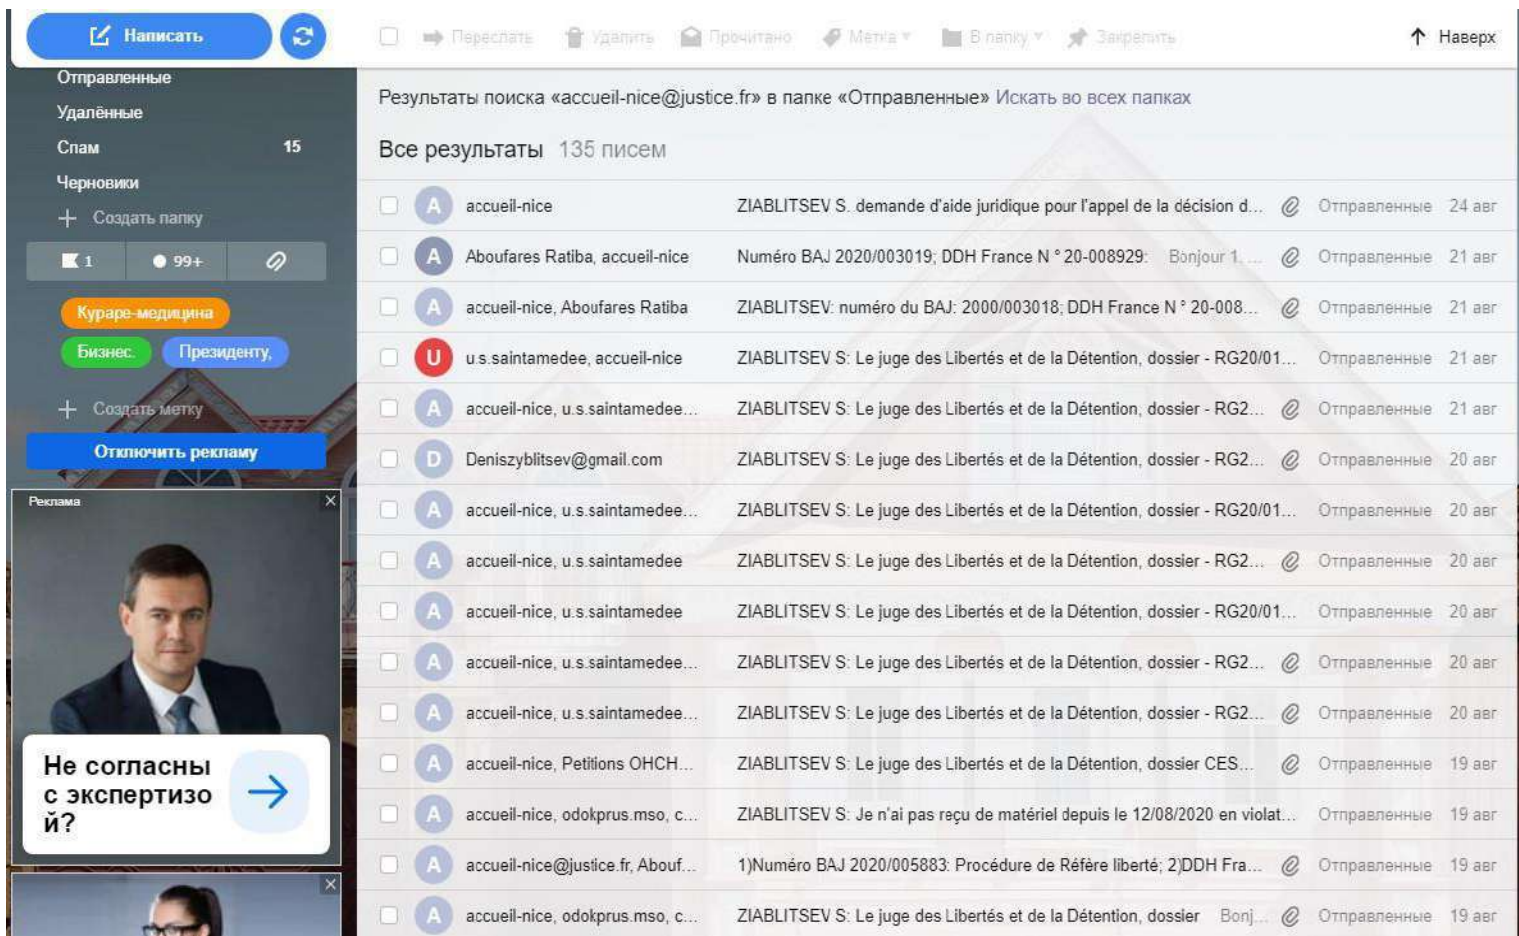 Написать
Переслать Удалить Прочитано Метка В папку Закрепить Наверх
Отправленные
Удалённые
Спам 15
Черновики
Создать папку
1 99+
Кураре-медицина
Бизнес. Президенту,
Создать метку
Отключить рекламу
Реклама
Не согласны
с экспертизо
й?
Результаты поиска «accueil-nice@justice.fr» в папке «Отправленные» Искать во всех папках
Все результаты 135 писем
A accueil-nice ZIABLITSEV S. demande d'aide juridique pour l'appel de la décision d... Отправленные 24 авг
A Aboufares Ratiba, accueil-nice Numéro BAJ 2020/003019; DDH France N ° 20-008929: Bonjour 1. ... Отправленные 21 авг
A accueil-nice, Aboufares Ratiba ZIABLITSEV: numéro du BAJ: 2000/003018; DDH France N ° 20-008... Отправленные 21 авг
U u.s.saintamedee, accueil-nice ZIABLITSEV S: Le juge des Libertés et de la Détention, dossier - RG20/01... Отправленные 21 авг
A accueil-nice, u.s.saintamedee... ZIABLITSEV S: Le juge des Libertés et de la Détention, dossier - RG2... Отправленные 21 авг
D Deniszyblitsev@gmail.com ZIABLITSEV S: Le juge des Libertés et de la Détention, dossier - RG2... Отправленные 20 авг
A accueil-nice, u.s.saintamedee... ZIABLITSEV S: Le juge des Libertés et de la Détention, dossier - RG20/01... Отправленные 20 авг
A accueil-nice, u.s.saintamedee ZIABLITSEV S: Le juge des Libertés et de la Détention, dossier - RG2... Отправленные 20 авг
A accueil-nice, u.s.saintamedee ZIABLITSEV S: Le juge des Libertés et de la Détention, dossier - RG20/01... Отправленные 20 авг
A accueil-nice, u.s.saintamedee... ZIABLITSEV S: Le juge des Libertés et de la Détention, dossier - RG2... Отправленные 20 авг
A accueil-nice, u.s.saintamedee... ZIABLITSEV S: Le juge des Libertés et de la Détention, dossier - RG2... Отправленные 20 авг
A accueil-nice, Petitions OHCH... ZIABLITSEV S: Le juge des Libertés et de la Détention, dossier CES... Отправленные 19 авг
A accueil-nice, odokprus.mso, c... ZIABLITSEV S: Je n'ai pas reçu de matériel depuis le 12/08/2020 en violat... Отправленные 19 авг
A accueil-nice@justice.fr, Abouf... 1)Numéro BAJ 2020/005883: Procédure de Réfère liberté; 2)DDH Fra... Отправленные 19 авг
A accueil-nice, odokprus.mso, c... ZIABLITSEV S: Le juge des Libertés et de la Détention, dossier Bonj... Отправленные 19 авг